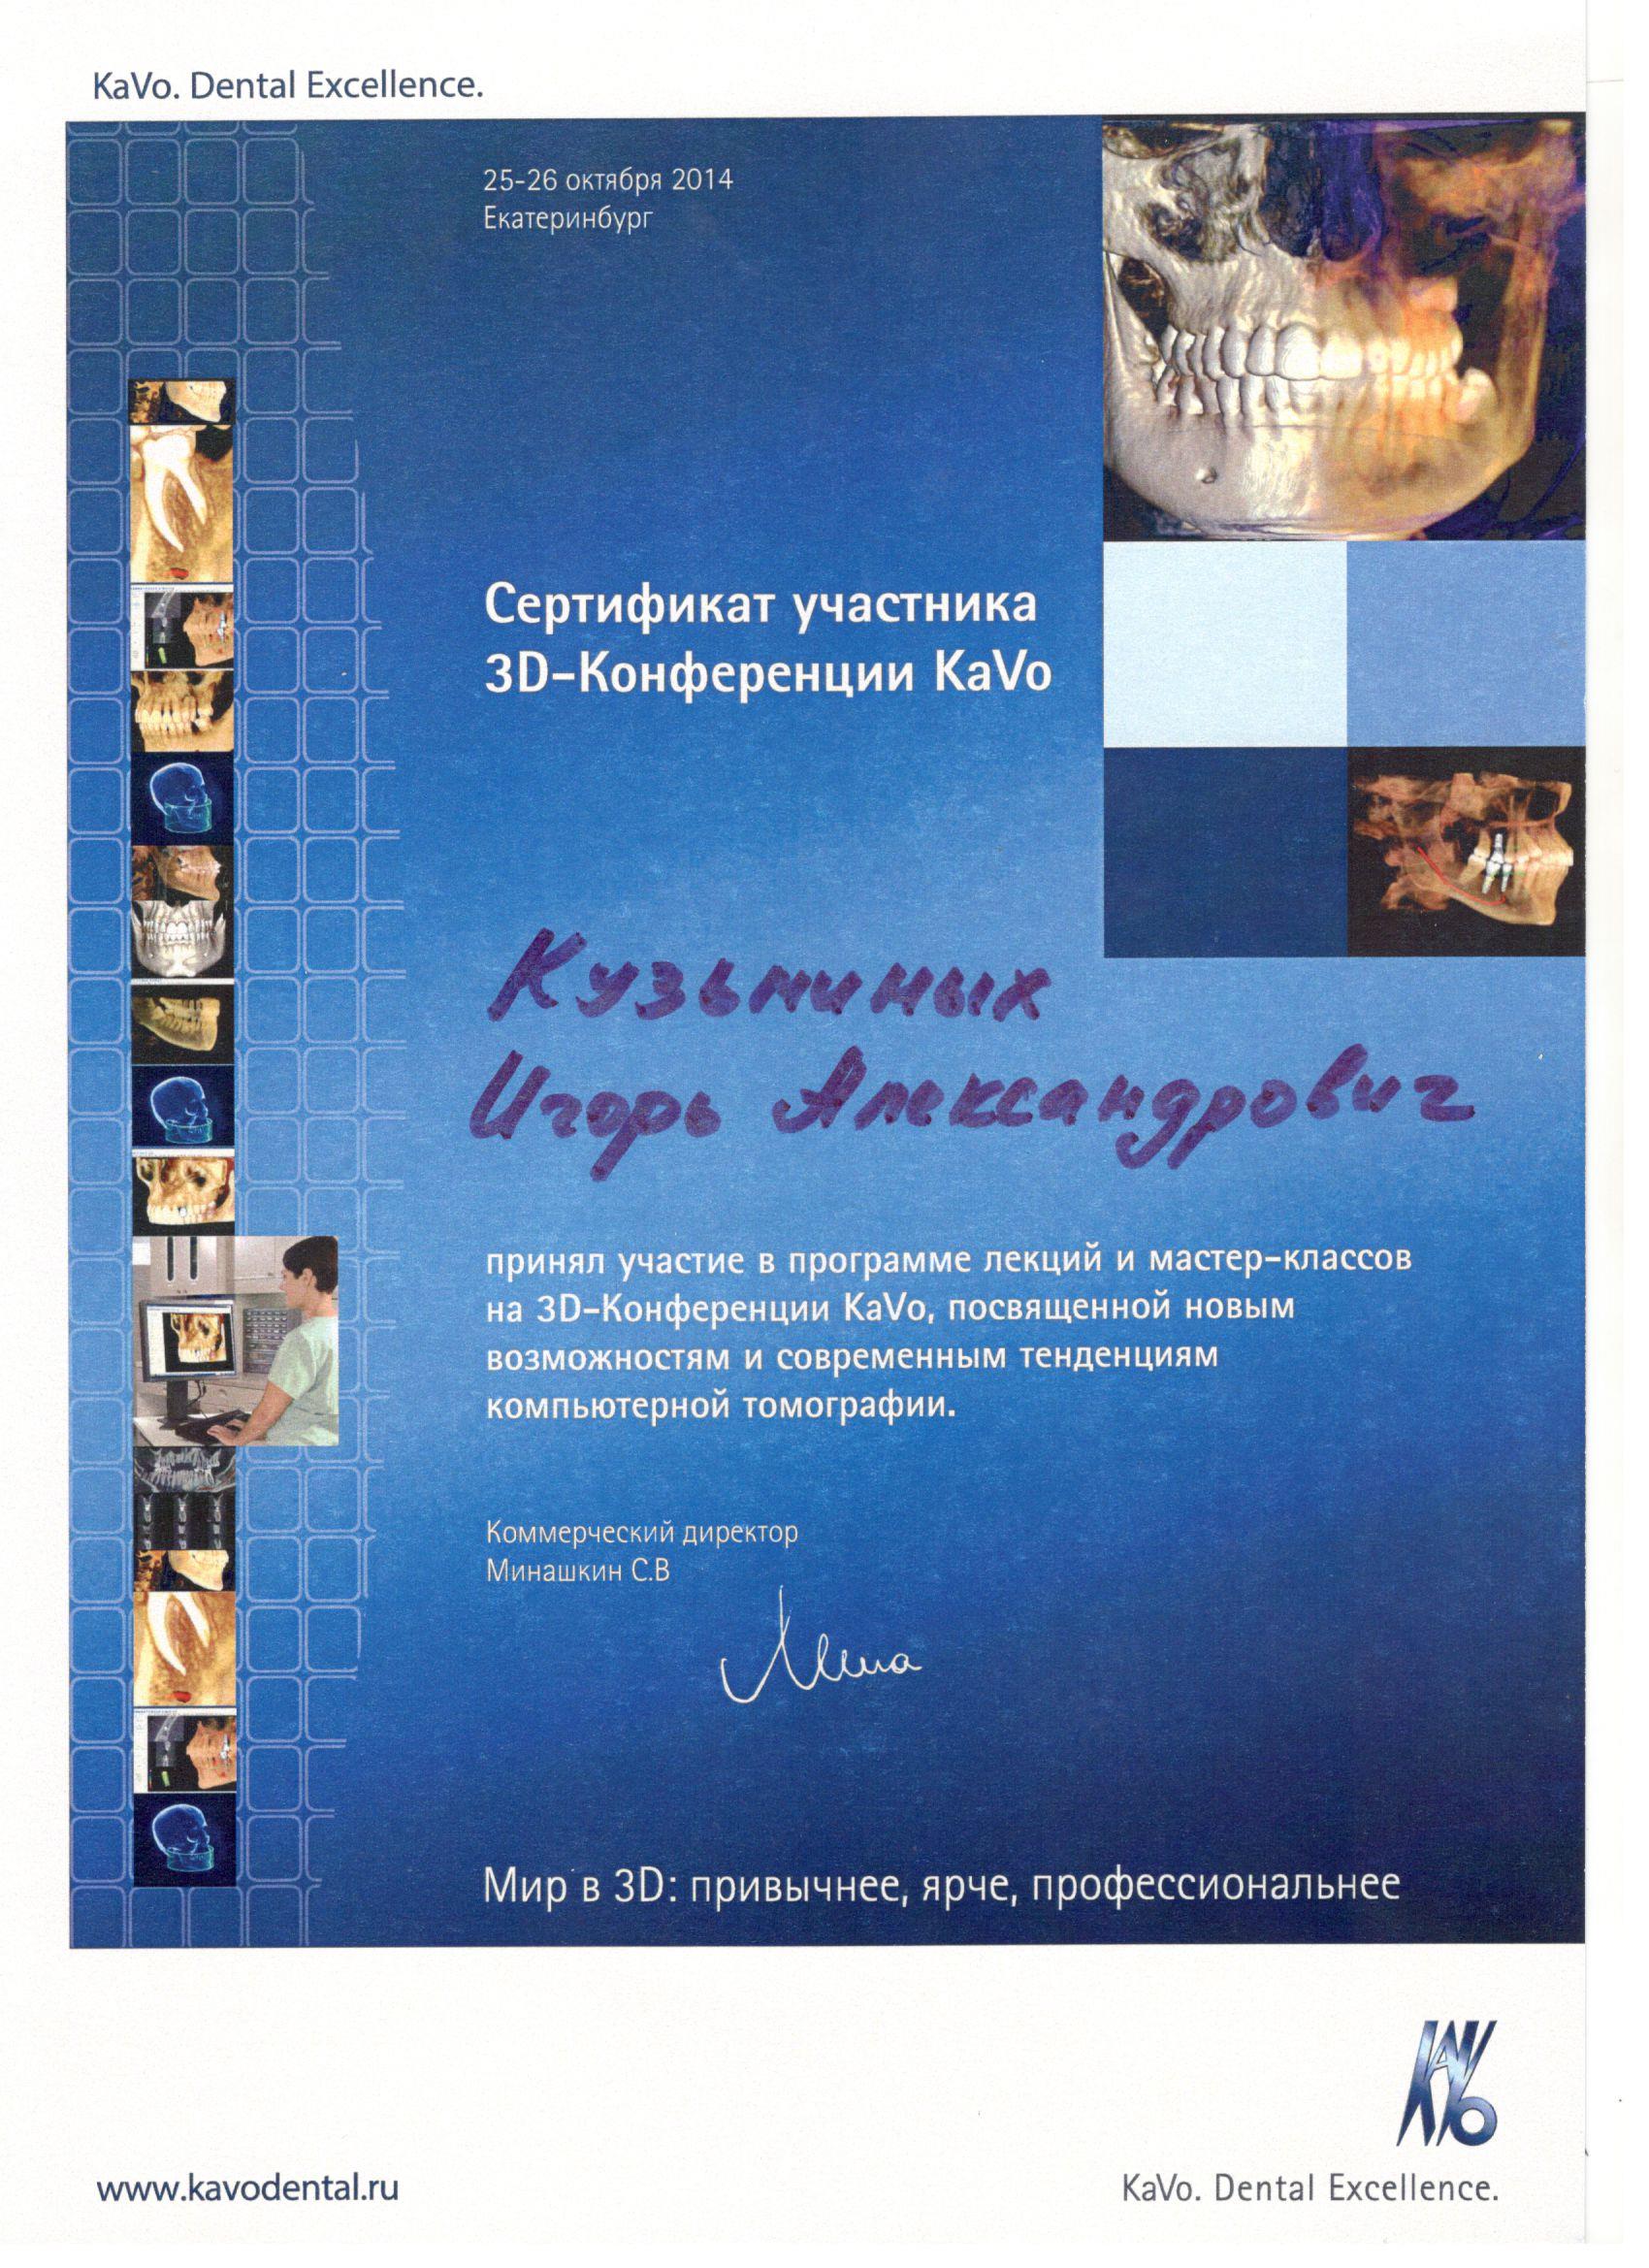 KaVo. Dental Excellence.
25-26 октября 2014
Екатеринбург
Сертификат участника
3D-Конференции KaVo
Кузьминых
Игорь Александрович
принял участие в программе лекций и мастер-классов
на 3D-Конференции KaVo, посвященной новым
возможностям и современным тенденциям
компьютерной томографии.
Коммерческий директор
Минашкин С.В
Мир в 3D: привычнее, ярче, профессиональнее
KAVO
www.kavodental.ru
KaVo. Dental Excellence.